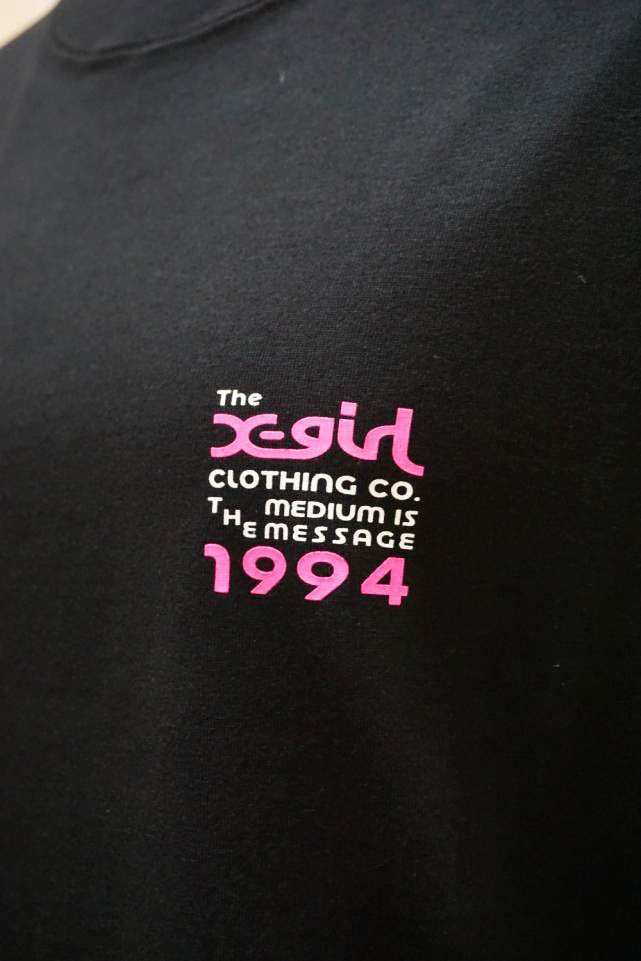 The
x-girl
CLOTHING CO.
THE MEDIUM IS
MESSAGE
1994